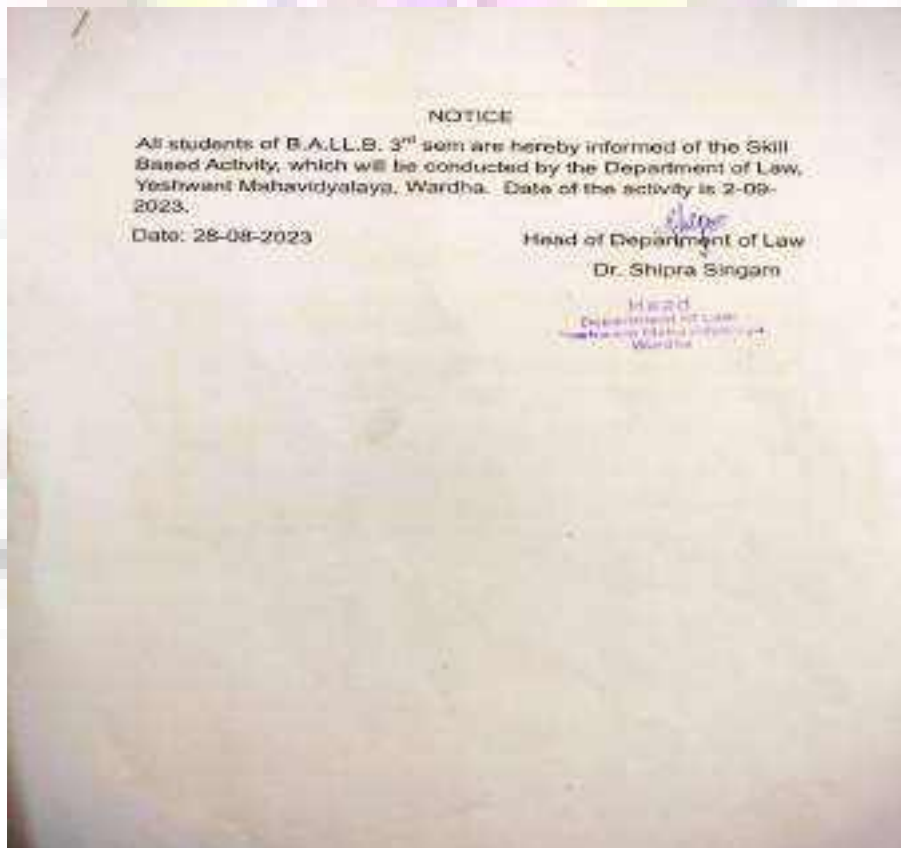 NOTICE
All students of B.A.LL.B. 3rd sem are hereby informed of the Skill
Based Activity, which will be conducted by the Department of Law,
Yeshwant Mahavidyalaya, Wardha. Date of the activity is 2-09-
2023.
Date: 28-08-2023
Head of Department of Law
Dr. Shipra Singam
Head
Department of Law
Wardha